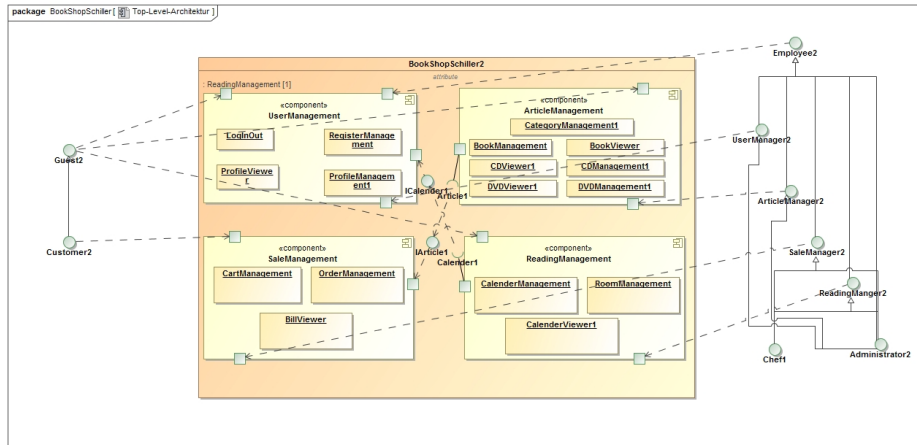 package BookShopSchiller [ Top-Level-Architektur ]
Employee2
BookShopSchiller2
attribute
: ReadingManagement [1]
«component»
UserManagement
LogInOut
RegisterManage
ment
ProfileViewe
r
ProfileManagem
ent1
«component»
ArticleManagement
CategoryManagement1
BookManagement
BookViewer
CDViewer1
CDManagement1
DVDViewer1
DVDManagement1
UserManager2
Guest2
ICalender1
Article1
ArticleManager2
Customer2
IArticle1
Calender1
SaleManager2
«component»
SaleManagement
CartManagement
OrderManagement
BillViewer
«component»
ReadingManagement
CalenderManagement
RoomManagement
CalenderViewer1
ReadingManger2
Chef1
Administrator2